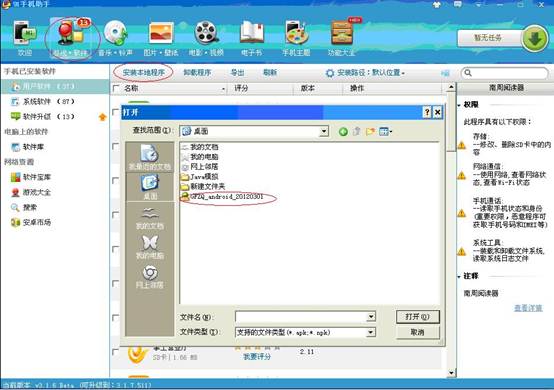 91手机助手
欢迎
游戏·软件
13
音乐·铃声
图片·壁纸
电影·视频
电子书
手机主题
功能大全
暂无任务
手机已安装软件
用户软件 (37)
系统软件 (87)
软件升级 (13)
电脑上的软件
软件库
网络资源
软件宝库
游戏大全
搜索
安卓市场
安装本地程序
卸载程序
导出
刷新
安装路径:默认位置
名称
评分
版本
操作
打开
查找范围(I):
桌面
我最近的文档
桌面
我的文档
我的电脑
网上邻居
我的文档
我的电脑
网上邻居
Java模拟
新建文件夹
GFZQ_android_20120301
文件名(N):
打开(O)
文件类型(T):
支持的文件类型(*.apk;*.npk)
取消
SD卡 | 1.66 MB
我要评分
2.11
南周阅读器
权限
此程序具有以下权限:
存储:
--修改、删除SD卡中的内容
网络通信:
--使用网络,查看网络状态,查看Wi-Fi状态
手机通话:
--读取手机状态和身份(重要权限,恶意程序可获取手机号码和IMEI等)
系统工具:
--装载和卸载文件系统,读取系统日志文件
注释
南周阅读器
查看详情
当前版本 v3.1.6 Beta (可升级到:3.1.7.511)